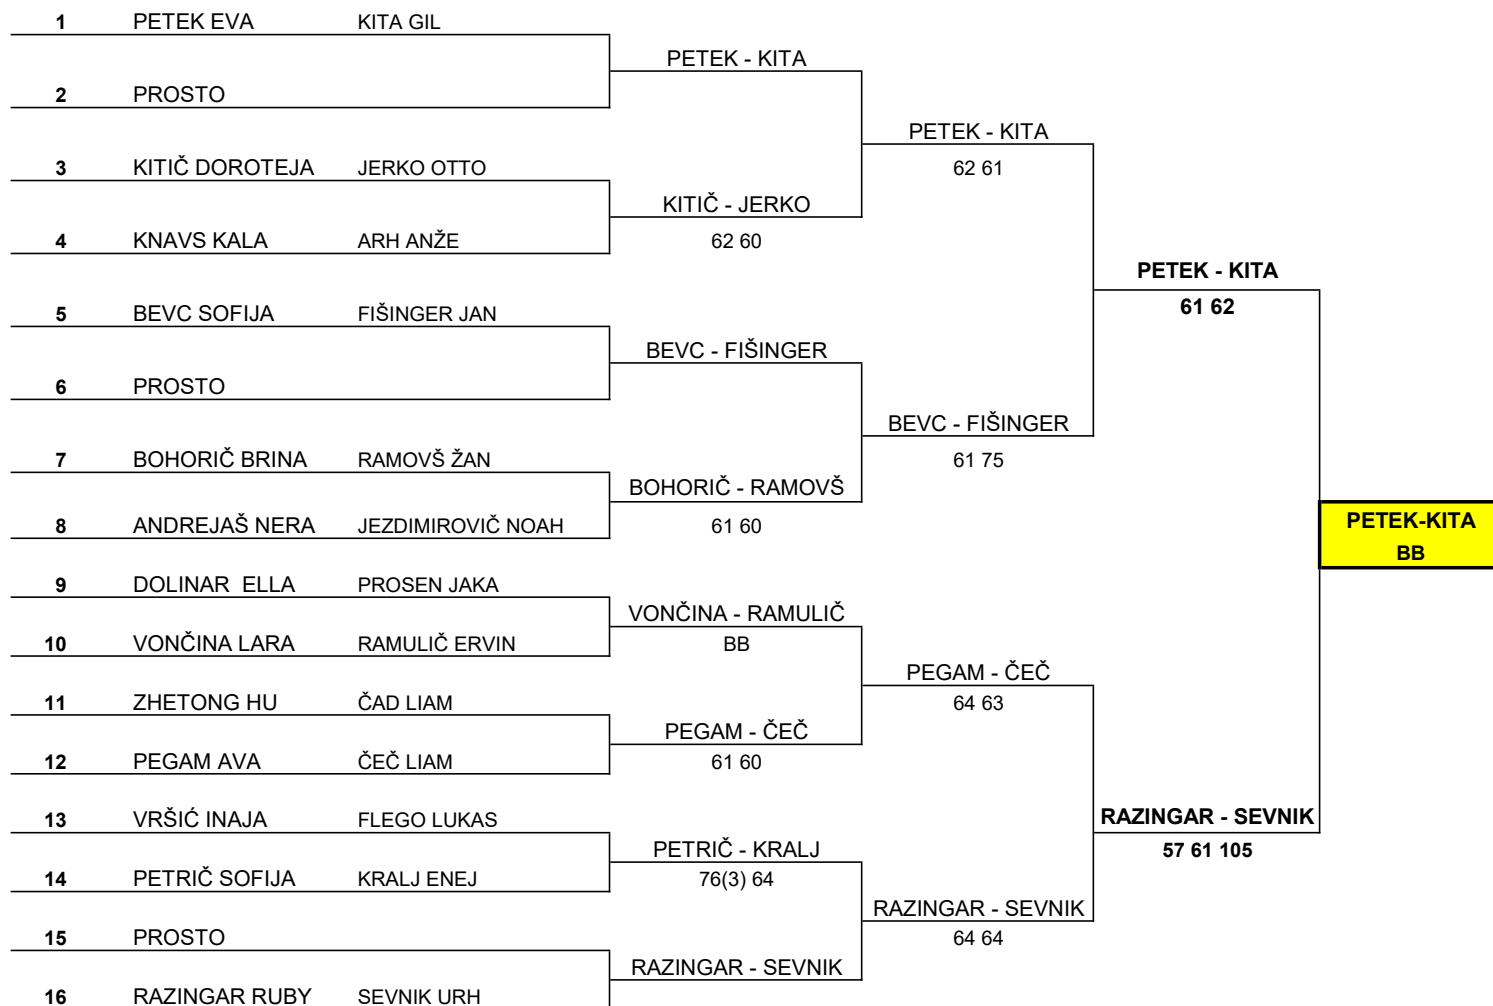 1 PETEK EVA KITA GIL
PETEK - KITA
2 PROSTO
PETEK - KITA
3 KITIČ DOROTEJA JERKO OTTO 62 61
KITIČ - JERKO
4 KNAVS KALA ARH ANŽE 62 60
PETEK - KITA
5 BEVC SOFIJA FIŠINGER JAN 61 62
BEVC - FIŠINGER
6 PROSTO
BEVC - FIŠINGER
7 BOHORIČ BRINA RAMOVŠ ŽAN 61 75
BOHORIČ - RAMOVŠ
8 ANDREJAŠ NERA JEZDIMIROVIČ NOAH 61 60 PETEK-KITA
BB
9 DOLINAR ELLA PROSEN JAKA
VONČINA - RAMULIČ
10 VONČINA LARA RAMULIČ ERVIN BB
PEGAM - ČEČ
11 ZHETONG HU ČAD LIAM 64 63
PEGAM - ČEČ
12 PEGAM AVA ČEČ LIAM 61 60
13 VRŠIĆ INAJA FLEGO LUKAS RAZINGAR - SEVNIK
PETRIČ - KRALJ 57 61 105
14 PETRIČ SOFIJA KRALJ ENEJ 76(3) 64
RAZINGAR - SEVNIK
15 PROSTO 64 64
RAZINGAR - SEVNIK
16 RAZINGAR RUBY SEVNIK URH